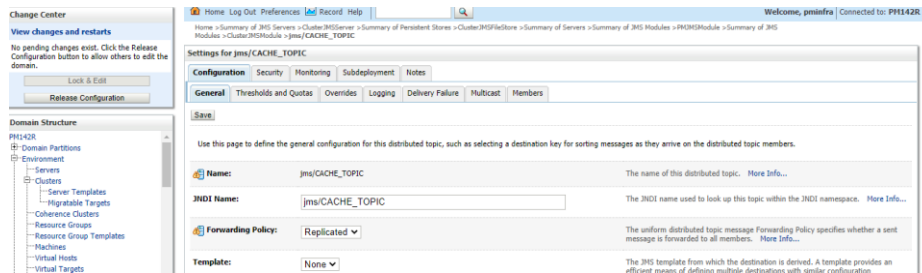 Change Center
View changes and restarts
No pending changes exist. Click the Release
Configuration button to allow others to edit the
domain.
Lock & Edit
Release Configuration
Domain Structure
PM142R
Domain Partitions
Environment
Servers
Clusters
Server Templates
Migratable Targets
Coherence Clusters
Resource Groups
Resource Group Templates
Machines
Virtual Hosts
Virtual Targets
Home Log Out Preferences Record Help
Welcome, pminfra Connected to: PM142R
Home >Summary of JMS Servers >ClusterJMSServer >Summary of Persistent Stores >ClusterJMSFileStore >Summary of Servers >Summary of JMS Modules >PMJMSModule >Summary of JMS
Modules >ClusterJMSModule >jms/CACHE_TOPIC
Settings for jms/CACHE_TOPIC
Configuration Security Monitoring Subdeployment Notes
General Thresholds and Quotas Overrides Logging Delivery Failure Multicast Members
Save
Use this page to define the general configuration for this distributed topic, such as selecting a destination key for sorting messages as they arrive on the distributed topic members.
Name: jms/CACHE_TOPIC The name of this distributed topic. More Info...
JNDI Name: jms/CACHE_TOPIC The JNDI name used to look up this topic within the JNDI namespace. More Info...
Forwarding Policy: Replicated The uniform distributed topic message Forwarding Policy specifies whether a sent
message is forwarded to all members. More Info...
Template: None The JMS template from which the destination is derived. A template provides an
efficient means of defining multiple destinations with similar configuration